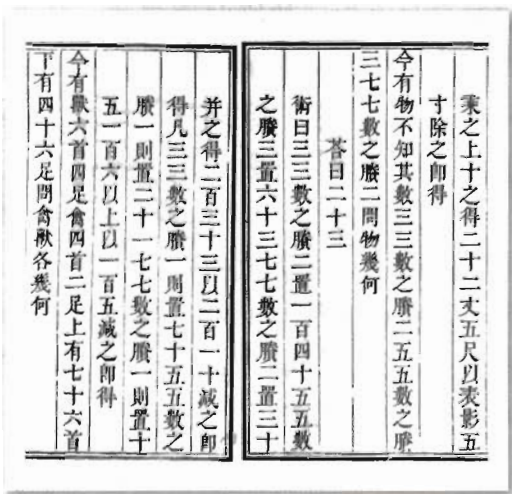 乘之上十之得二十二丈五尺以表影五
寸除之卽得
今有物不知其數三三數之賸二五五數之賸
三七七數之賸二問物幾何
荅曰二十三
術曰三三數之賸二置一百四十五五數
之賸三置六十三七七數之賸二置三十
并之得二百三十三以二百一十減之卽
得凡三三數之賸一則置七十五五數之
賸一則置二十一七七數之賸一則置十
五一百六以上以一百五減之卽得
今有獸六首四足禽四首二足上有七十六首
下有四十六足問禽獸各幾何